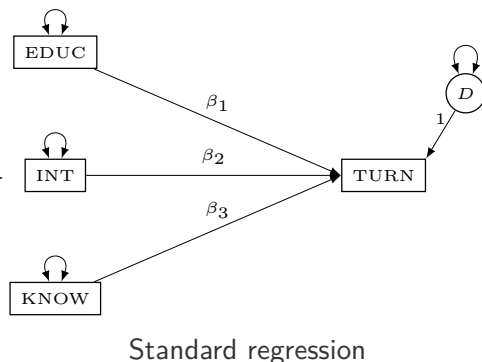 EDUC
β1
D
1
β2
INT
TURN
β3
KNOW
Standard regression